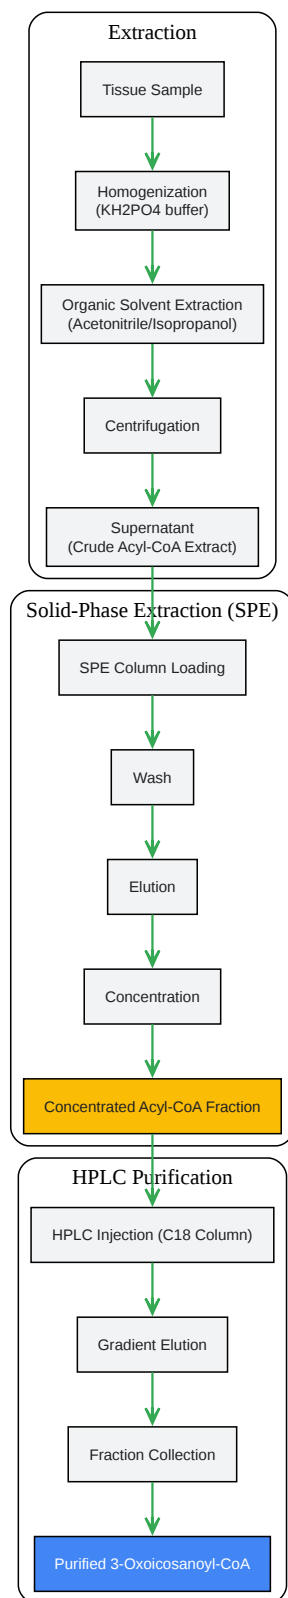 Extraction
Tissue Sample
Homogenization
(KH2PO4 buffer)
Organic Solvent Extraction
(Acetonitrile/Isopropanol)
Centrifugation
Supernatant
(Crude Acyl-CoA Extract)
Solid-Phase Extraction (SPE)
SPE Column Loading
Wash
Elution
Concentration
Concentrated Acyl-CoA Fraction
HPLC Purification
HPLC Injection (C18 Column)
Gradient Elution
Fraction Collection
Purified 3-Oxoicosanoyl-CoA